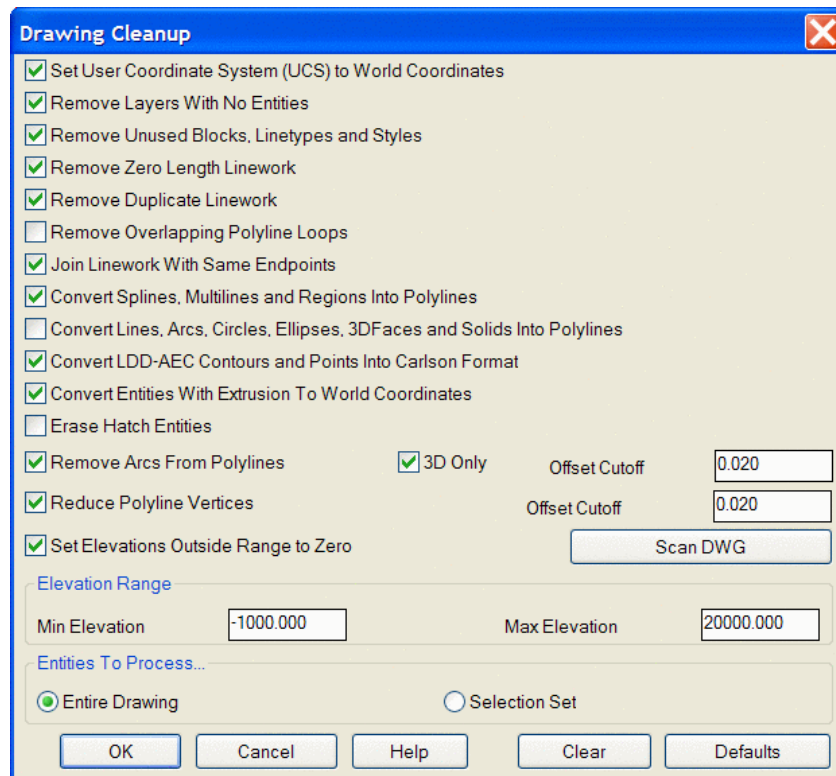 Drawing Cleanup
Set User Coordinate System (UCS) to World Coordinates
Remove Layers With No Entities
Remove Unused Blocks, Linetypes and Styles
Remove Zero Length Linework
Remove Duplicate Linework
Remove Overlapping Polyline Loops
Join Linework With Same Endpoints
Convert Splines, Multilines and Regions Into Polylines
Convert Lines, Arcs, Circles, Ellipses, 3DFaces and Solids Into Polylines
Convert LDD-AEC Contours and Points Into Carlson Format
Convert Entities With Extrusion To World Coordinates
Erase Hatch Entities
Remove Arcs From Polylines 3D Only Offset Cutoff 0.020
Reduce Polyline Vertices Offset Cutoff 0.020
Set Elevations Outside Range to Zero Scan DWG
Elevation Range
Min Elevation -1000.000 Max Elevation 20000.000
Entities To Process...
Entire Drawing Selection Set
OK Cancel Help Clear Defaults